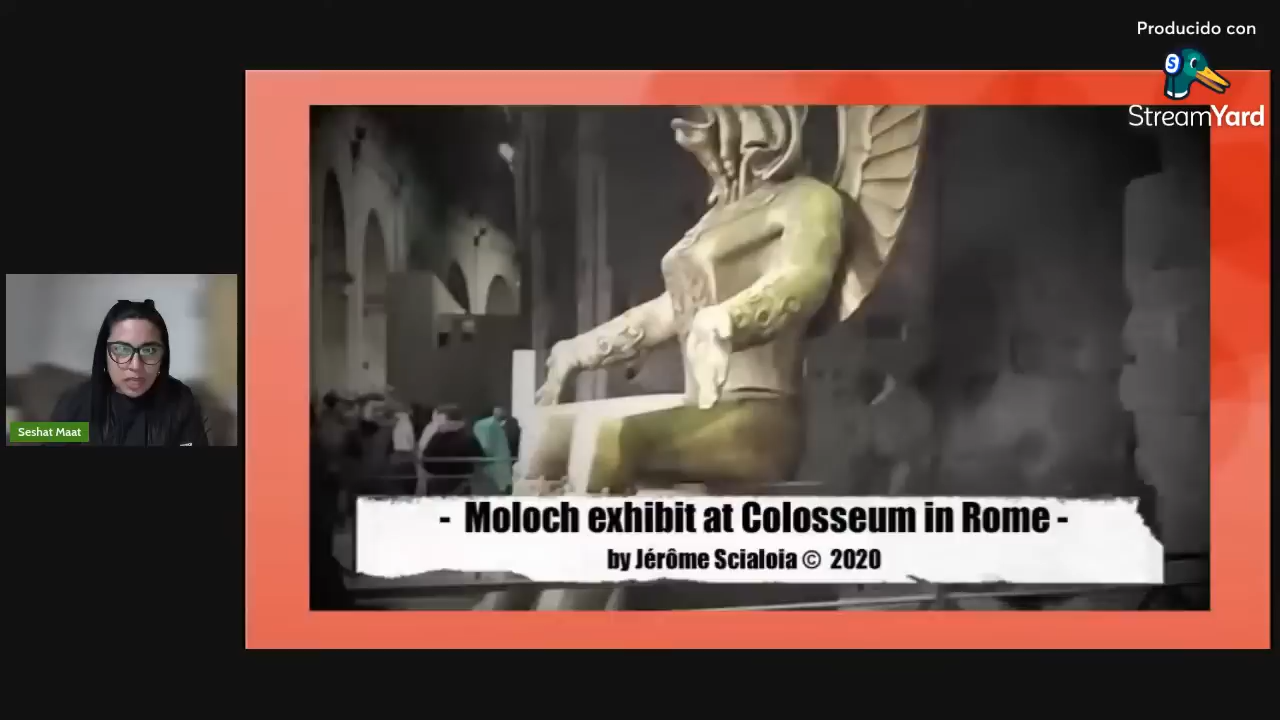 Producido con
StreamYard
Seshat Maat
- Moloch exhibit at Colosseum in Rome -
by Jérôme Scialoia © 2020